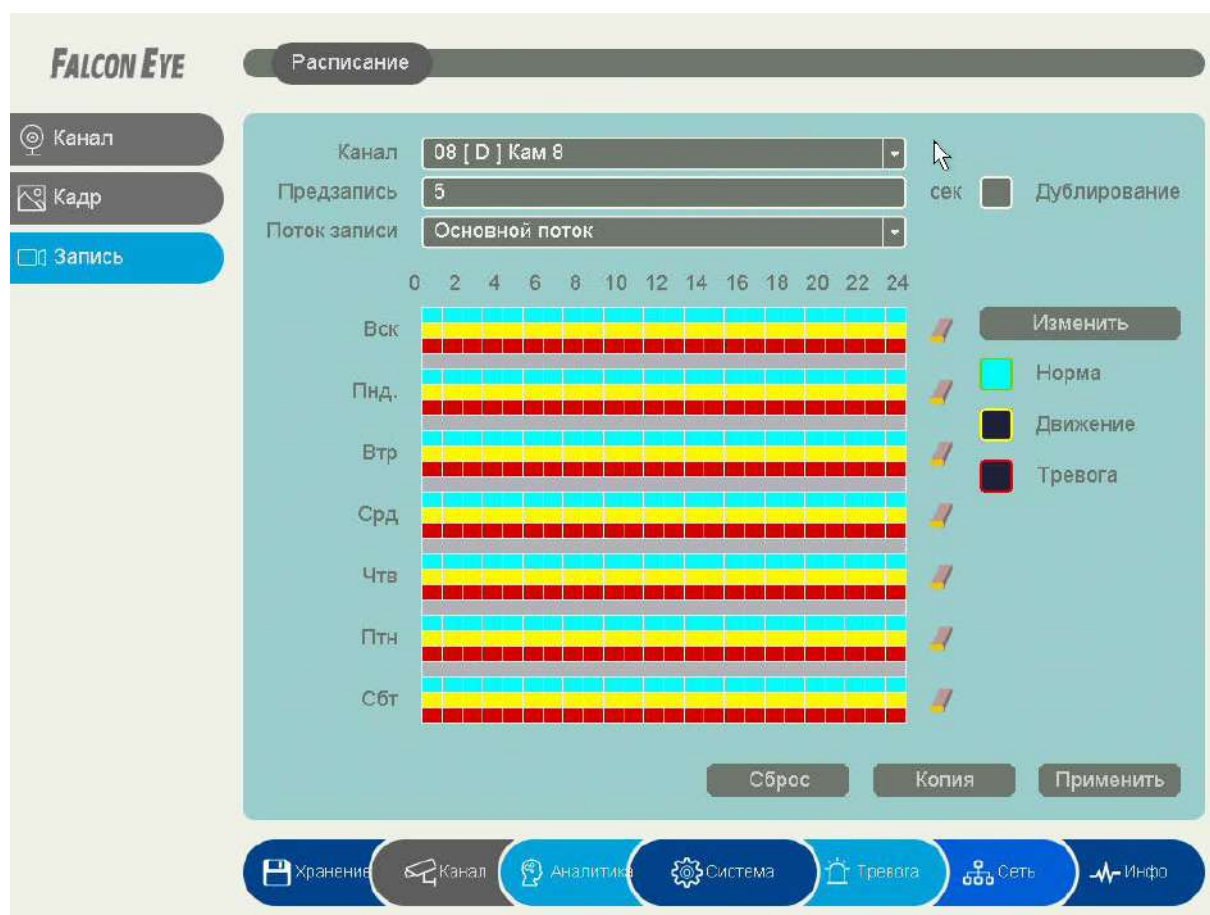 FALCON EYE
Расписание
Канал
Кадр
Запись
Канал 08 [ D ] Кам 8
Предзапись 5 сек Дублирование
Поток записи Основной поток
0 2 4 6 8 10 12 14 16 18 20 22 24
Вск Изменить
Норма
Пнд.
Движение
Втр
Тревога
Срд
Чтв
Птн
Сбт
Сброс Копия Применить
Хранение Канал Аналитика Система Тревога Сеть Инфо